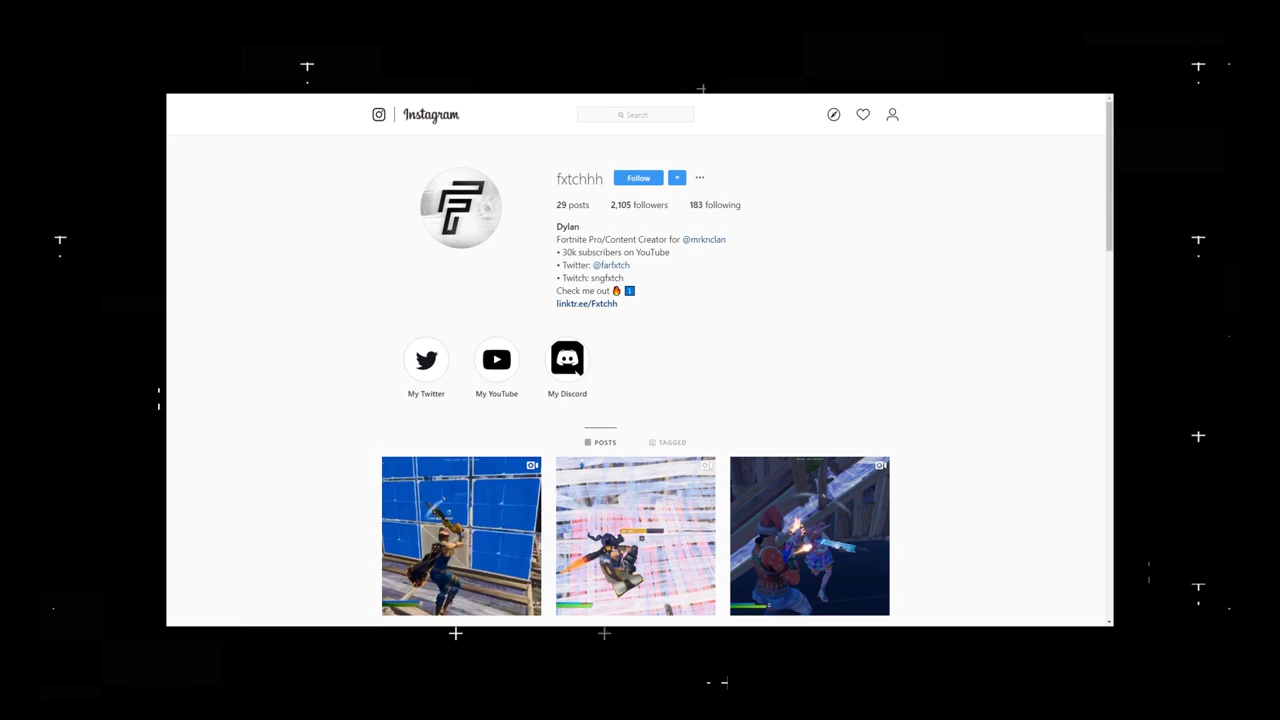 Instagram
Search
fxtchhh Follow
29 posts 2,105 followers 183 following
Dylan
Fortnite Pro/Content Creator for @mrknclan
• 30k subscribers on YouTube
• Twitter: @farfxtch
• Twitch: sngfxtch
Check me out 🔥
linktr.ee/Fxtchh
My Twitter My YouTube My Discord
POSTS TAGGED